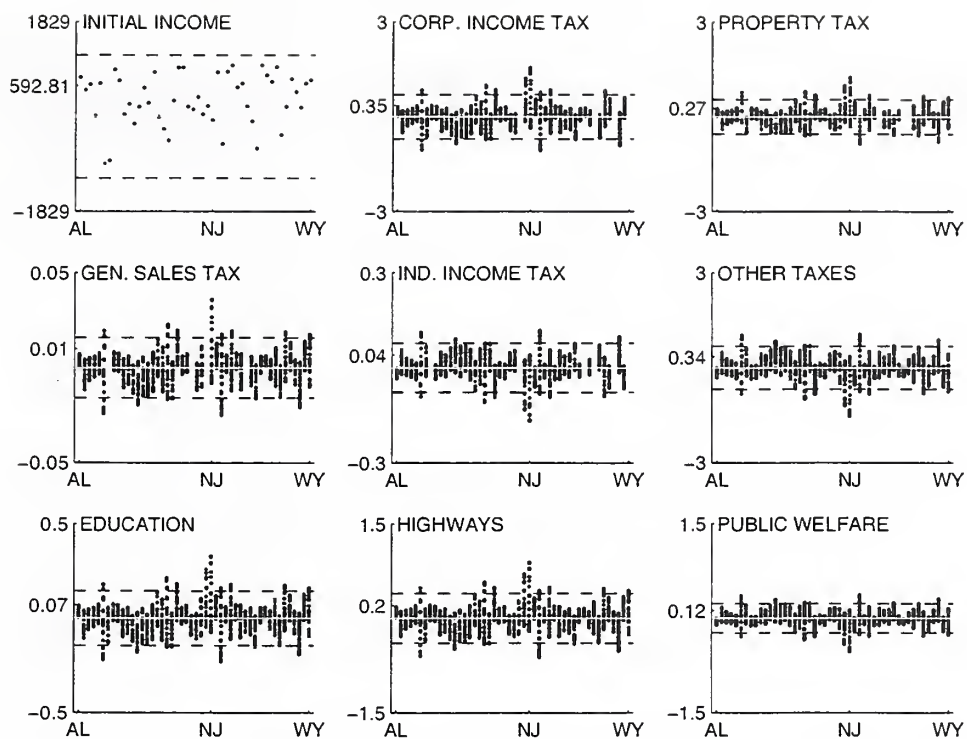 1829 INITIAL INCOME
592.81
-1829
AL NJ WY
3 CORP. INCOME TAX
0.35
-3
AL NJ WY
3 PROPERTY TAX
0.27
-3
AL NJ WY
0.05 GEN. SALES TAX
0.01
-0.05
AL NJ WY
0.3 IND. INCOME TAX
0.04
-0.3
AL NJ WY
3 OTHER TAXES
0.34
-3
AL NJ WY
0.5 EDUCATION
0.07
-0.5
AL NJ WY
1.5 HIGHWAYS
0.2
-1.5
AL NJ WY
1.5 PUBLIC WELFARE
0.12
-1.5
AL NJ WY